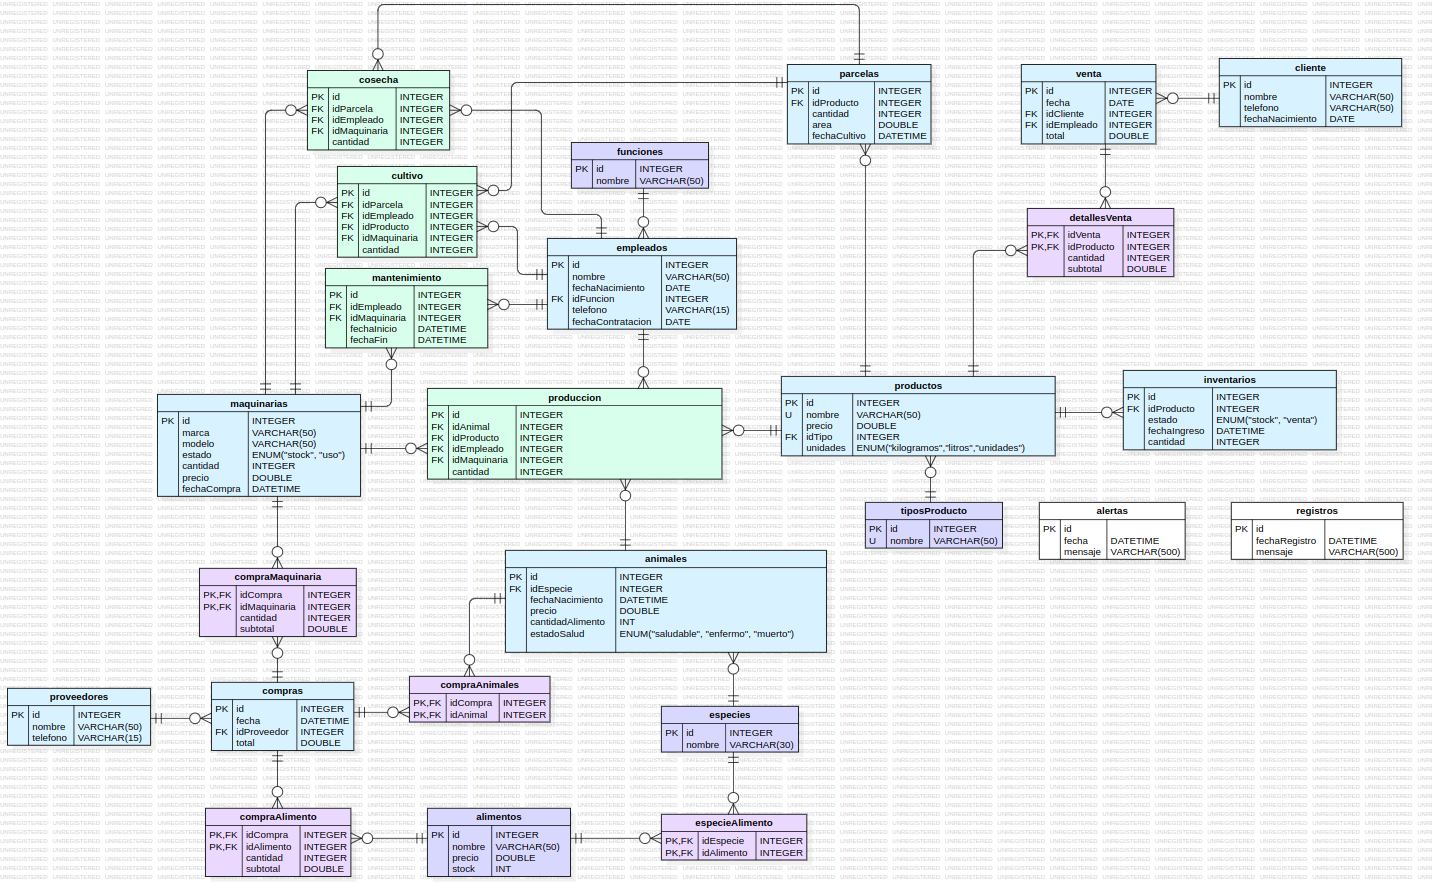 cosecha
PK id INTEGER
FK idParcela INTEGER
FK idEmpleado INTEGER
FK idMaquinaria INTEGER
cantidad INTEGER
parcelas
PK id INTEGER
FK idProducto INTEGER
cantidad INTEGER
area DOUBLE
fechaCultivo DATETIME
venta
PK id INTEGER
fecha DATE
FK idCliente INTEGER
FK idEmpleado INTEGER
total DOUBLE
cliente
PK id INTEGER
nombre VARCHAR(50)
telefono VARCHAR(50)
fechaNacimiento DATE
funciones
PK id INTEGER
nombre VARCHAR(50)
cultivo
PK id INTEGER
FK idParcela INTEGER
FK idEmpleado INTEGER
FK idProducto INTEGER
FK idMaquinaria INTEGER
cantidad INTEGER
detallesVenta
PK,FK idVenta INTEGER
PK,FK idProducto INTEGER
cantidad INTEGER
subtotal DOUBLE
empleados
PK id INTEGER
nombre VARCHAR(50)
fechaNacimiento DATE
FK idFuncion INTEGER
telefono VARCHAR(15)
fechaContratacion DATE
mantenimiento
PK id INTEGER
FK idEmpleado INTEGER
FK idMaquinaria INTEGER
fechaInicio DATETIME
fechaFin DATETIME
maquinarias
PK id INTEGER
marca VARCHAR(50)
modelo VARCHAR(50)
estado ENUM("stock", "uso")
cantidad INTEGER
precio DOUBLE
fechaCompra DATETIME
produccion
PK id INTEGER
FK idAnimal INTEGER
FK idProducto INTEGER
FK idEmpleado INTEGER
FK idMaquinaria INTEGER
cantidad INTEGER
productos
PK id INTEGER
U nombre VARCHAR(50)
precio DOUBLE
FK idTipo INTEGER
unidades ENUM("kilogramos","litros","unidades")
inventarios
PK id INTEGER
FK idProducto INTEGER
estado ENUM("stock", "venta")
fechaIngreso DATETIME
cantidad INTEGER
tiposProducto
PK id INTEGER
U nombre VARCHAR(50)
alertas
PK id
fecha DATETIME
mensaje VARCHAR(500)
registros
PK id
fechaRegistro DATETIME
mensaje VARCHAR(500)
animales
PK id INTEGER
FK idEspecie INTEGER
fechaNacimiento DATETIME
precio DOUBLE
cantidadAlimento INT
estadoSalud ENUM("saludable", "enfermo", "muerto")
compraMaquinaria
PK,FK idCompra INTEGER
PK,FK idMaquinaria INTEGER
cantidad INTEGER
subtotal DOUBLE
proveedores
PK id INTEGER
nombre VARCHAR(50)
telefono VARCHAR(15)
compras
PK id INTEGER
fecha DATETIME
FK idProveedor INTEGER
total DOUBLE
compraAnimales
PK,FK idCompra INTEGER
PK,FK idAnimal INTEGER
especies
PK id INTEGER
nombre VARCHAR(30)
compraAlimento
PK,FK idCompra INTEGER
PK,FK idAlimento INTEGER
cantidad INTEGER
subtotal DOUBLE
alimentos
PK id INTEGER
nombre VARCHAR(50)
precio DOUBLE
stock INT
especieAlimento
PK,FK idEspecie INTEGER
PK,FK idAlimento INTEGER
UNREGISTERED